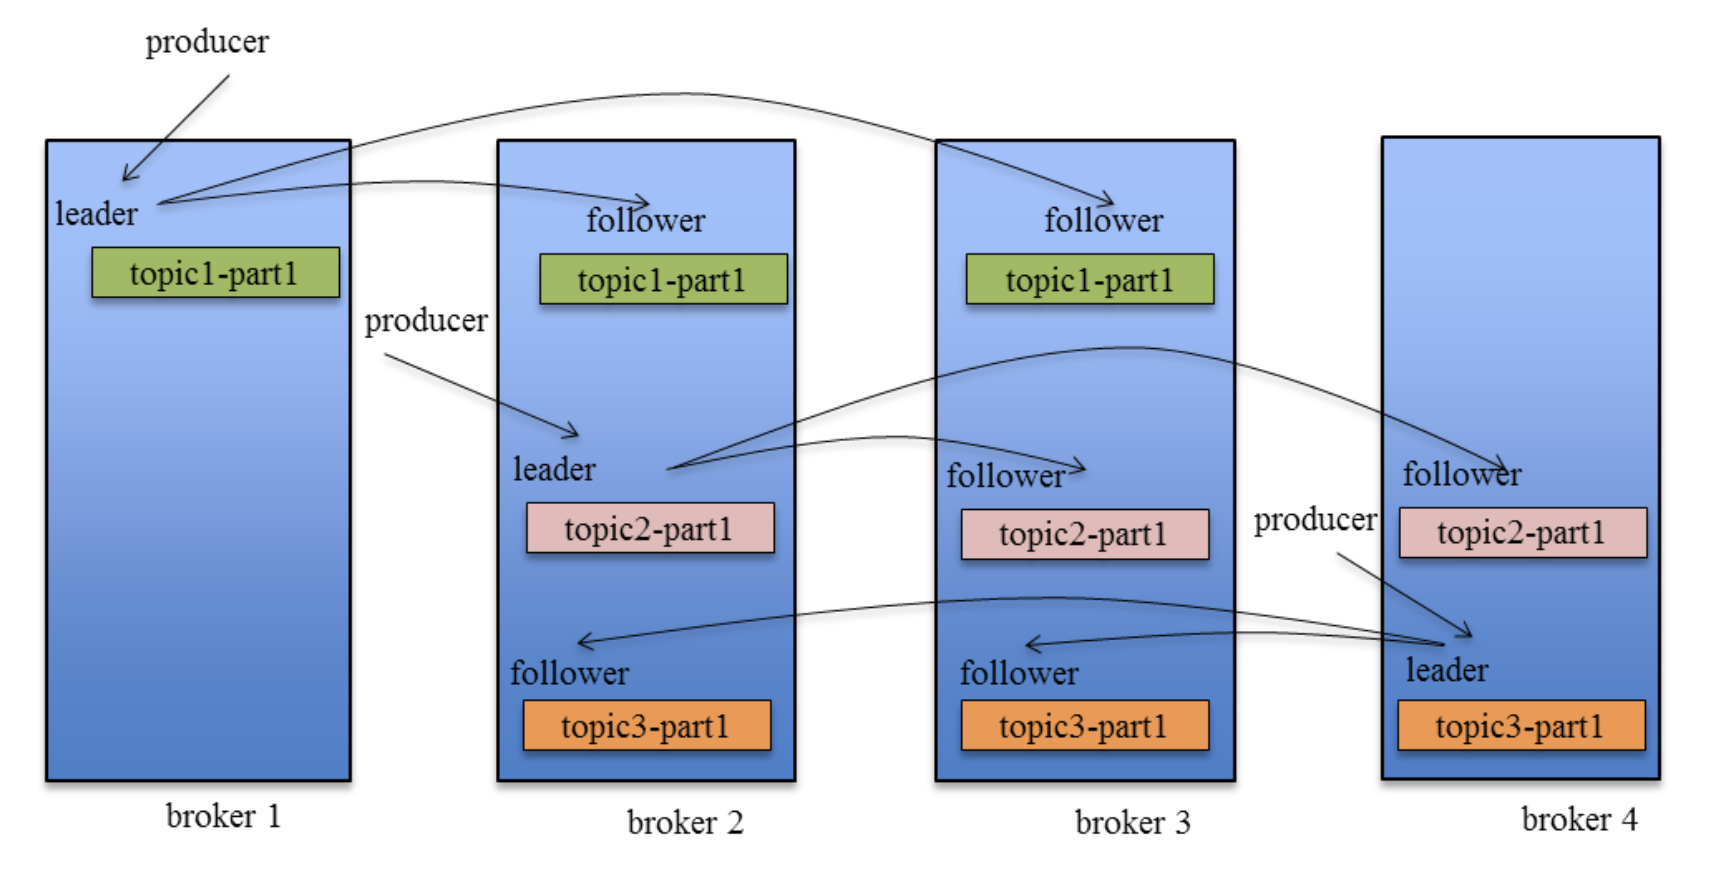 producer
leader
follower
follower
topic1-part1
topic1-part1
topic1-part1
producer
leader
follower
follower
topic2-part1
topic2-part1
topic2-part1
producer
follower
follower
leader
topic3-part1
topic3-part1
topic3-part1
broker 1
broker 2
broker 3
broker 4